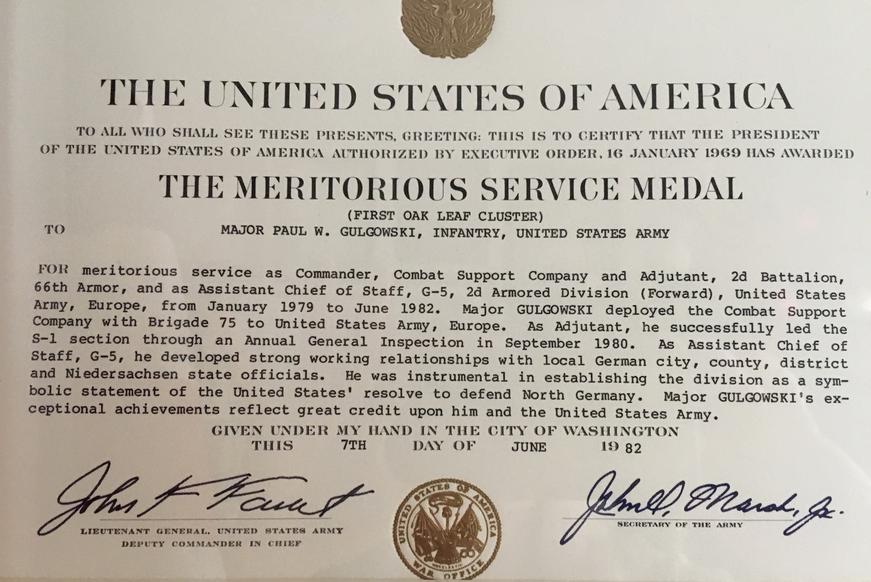 THE UNITED STATES OF AMERICA
TO ALL WHO SHALL SEE THESE PRESENTS, GREETING: THIS IS TO CERTIFY THAT THE PRESIDENT
OF THE UNITED STATES OF AMERICA AUTHORIZED BY EXECUTIVE ORDER, 16 JANUARY 1969 HAS AWARDED
THE MERITORIOUS SERVICE MEDAL
(FIRST OAK LEAF CLUSTER)
TO MAJOR PAUL W. GULGOWSKI, INFANTRY, UNITED STATES ARMY
FOR meritorious service as Commander, Combat Support Company and Adjutant, 2d Battalion,
66th Armor, and as Assistant Chief of Staff, G-5, 2d Armored Division (Forward), United States
Army, Europe, from January 1979 to June 1982. Major GULGOWSKI deployed the Combat Support
Company with Brigade 75 to United States Army, Europe. As Adjutant, he successfully led the
S-1 section through an Annual General Inspection in September 1980. As Assistant Chief of
Staff, G-5, he developed strong working relationships with local German city, county, district
and Niedersachsen state officials. He was instrumental in establishing the division as a sym-
bolic statement of the United States' resolve to defend North Germany. Major GULGOWSKI's ex-
ceptional achievements reflect great credit upon him and the United States Army.
GIVEN UNDER MY HAND IN THE CITY OF WASHINGTON
THIS 7TH DAY OF JUNE 19 82
John F Forrest
John O. Marsh, Jr.
LIEUTENANT GENERAL, UNITED STATES ARMY
DEPUTY COMMANDER IN CHIEF
SECRETARY OF THE ARMY
UNITED STATES OF AMERICA
WAR OFFICE